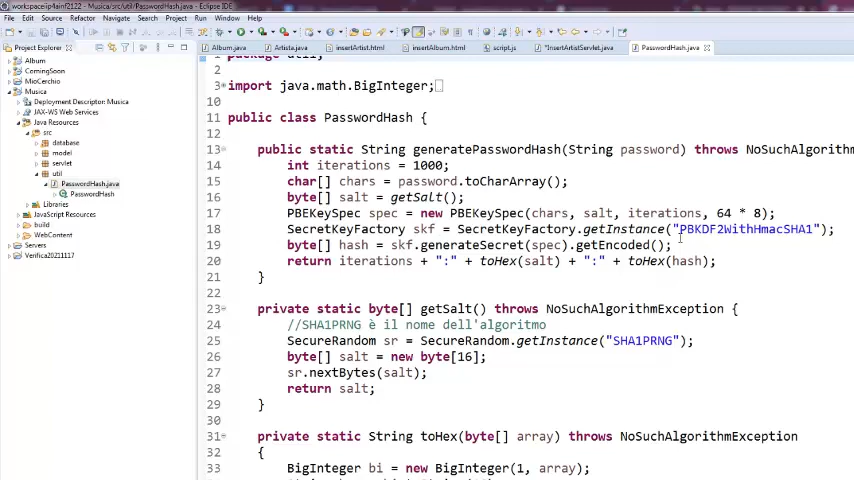 workspaceiip4ainf2122 - Musica/src/util/PasswordHash.java - Eclipse IDE
File Edit Source Refactor Navigate Search Project Run Window Help
Project Explorer
Album.java Artista.java insertArtist.html insertAlbum.html script.js *InsertArtistServlet.java PasswordHash.java
Album
ComingSoon
MioCerchio
Musica
Deployment Descriptor: Musica
JAX-WS Web Services
Java Resources
src
database
model
servlet
util
PasswordHash.java
PasswordHash
Libraries
JavaScript Resources
build
WebContent
Servers
Verifica20211117
package util;
2
3 import java.math.BigInteger;
10
11 public class PasswordHash {
12
13 public static String generatePasswordHash(String password) throws NoSuchAlgorithm
14 int iterations = 1000;
15 char[] chars = password.toCharArray();
16 byte[] salt = getSalt();
17 PBEKeySpec spec = new PBEKeySpec(chars, salt, iterations, 64 * 8);
18 SecretKeyFactory skf = SecretKeyFactory.getInstance("PBKDF2WithHmacSHA1");
19 byte[] hash = skf.generateSecret(spec).getEncoded();
20 return iterations + ":" + toHex(salt) + ":" + toHex(hash);
21 }
22
23 private static byte[] getSalt() throws NoSuchAlgorithmException {
24 //SHA1PRNG è il nome dell'algoritmo
25 SecureRandom sr = SecureRandom.getInstance("SHA1PRNG");
26 byte[] salt = new byte[16];
27 sr.nextBytes(salt);
28 return salt;
29 }
30
31 private static String toHex(byte[] array) throws NoSuchAlgorithmException
32 {
33 BigInteger bi = new BigInteger(1, array);